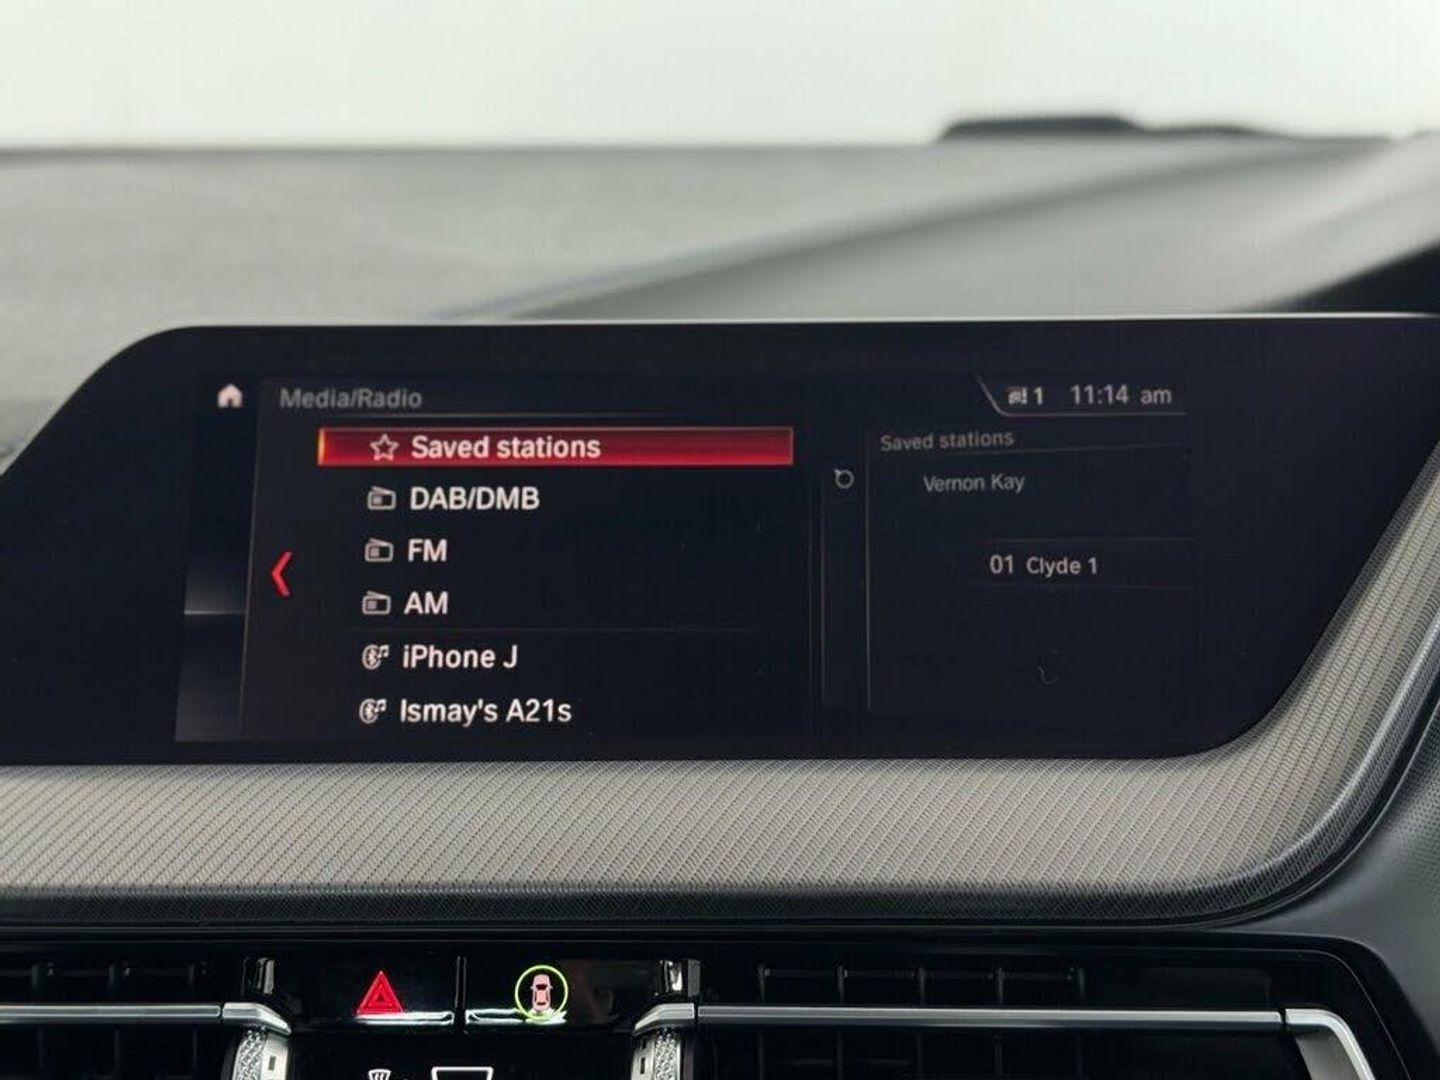 Media/Radio
1 11:14 am
Saved stations
DAB/DMB
FM
AM
iPhone J
Ismay's A21s
Saved stations
Vernon Kay
01 Clyde 1